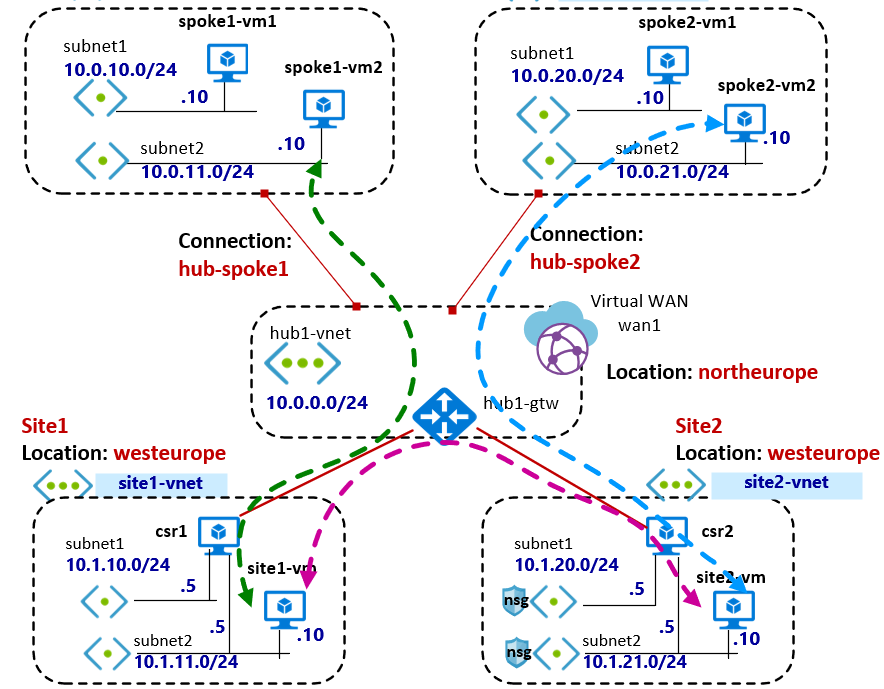 spoke1-vm1
subnet1
10.0.10.0/24
.10
spoke1-vm2
.10
subnet2
10.0.11.0/24
spoke2-vm1
subnet1
10.0.20.0/24
.10
spoke2-vm2
.10
subnet2
10.0.21.0/24
Connection:
hub-spoke1
Connection:
hub-spoke2
hub1-vnet
10.0.0.0/24
Virtual WAN
wan1
Location: northeurope
hub1-gtw
Site1
Location: westeurope
site1-vnet
csr1
subnet1
10.1.10.0/24
.5
site1-vm
.5
.10
subnet2
10.1.11.0/24
Site2
Location: westeurope
site2-vnet
csr2
subnet1
10.1.20.0/24
nsg
.5
site2-vm
.5
.10
nsg
subnet2
10.1.21.0/24